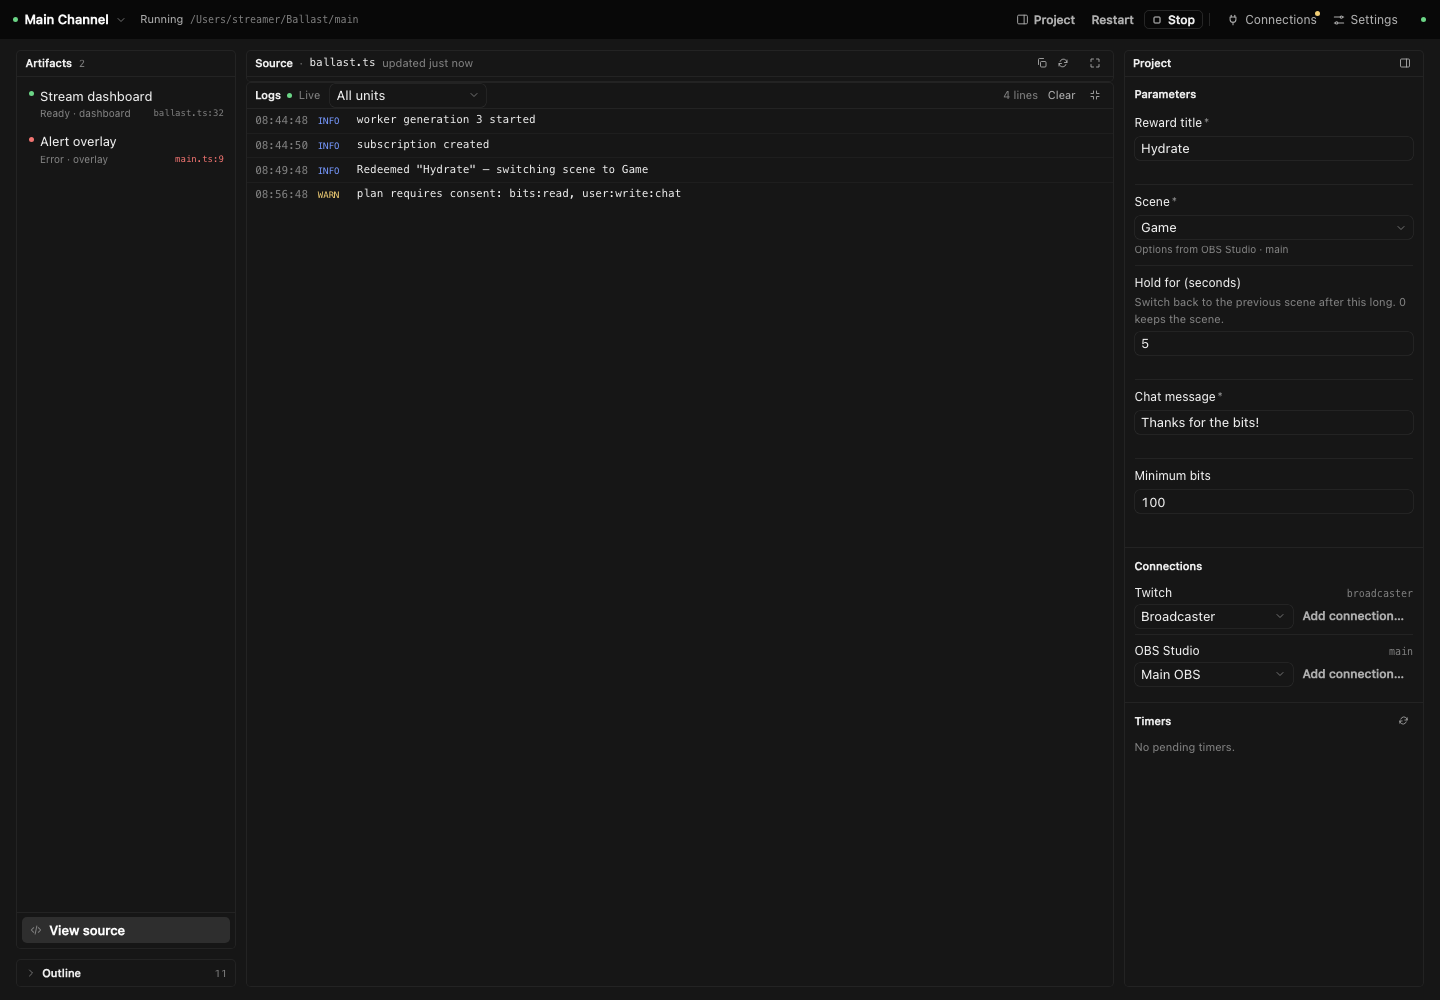 Main Channel
Running /Users/streamer/Ballast/main
Project
Restart
Stop
Connections
Settings
Artifacts 2
Stream dashboard
Ready · dashboard ballast.ts:32
Alert overlay
Error · overlay main.ts:9
View source
Outline 11
Source · ballast.ts updated just now
Logs Live All units 4 lines Clear
08:44:48 INFO worker generation 3 started
08:44:50 INFO subscription created
08:49:48 INFO Redeemed "Hydrate" — switching scene to Game
08:56:48 WARN plan requires consent: bits:read, user:write:chat
Project
Parameters
Reward title*
Hydrate
Scene*
Game
Options from OBS Studio · main
Hold for (seconds)
Switch back to the previous scene after this long. 0
keeps the scene.
5
Chat message*
Thanks for the bits!
Minimum bits
100
Connections
Twitch broadcaster
Broadcaster Add connection...
OBS Studio main
Main OBS Add connection...
Timers
No pending timers.